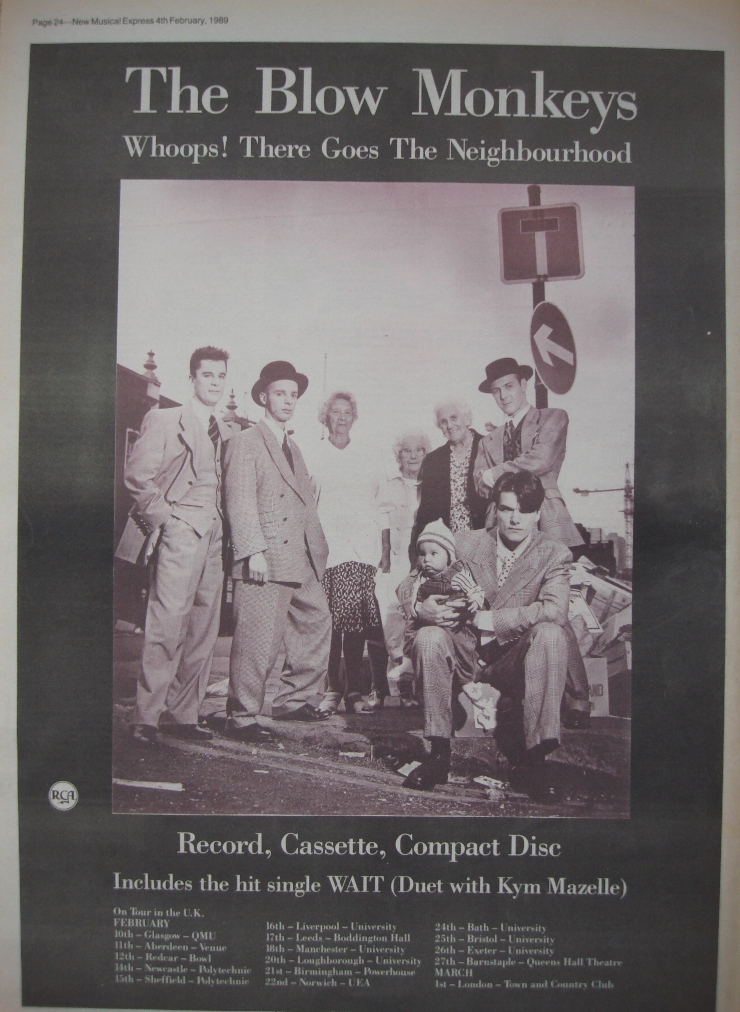 Page 24—New Musical Express 4th February, 1989
The Blow Monkeys
Whoops! There Goes The Neighbourhood
AND
RCA
Record, Cassette, Compact Disc
Includes the hit single WAIT (Duet with Kym Mazelle)
On Tour in the U.K.
FEBRUARY
10th – Glasgow – QMU
11th – Aberdeen – Venue
12th – Redcar – Bowl
14th – Newcastle – Polytechnic
15th – Sheffield – Polytechnic
16th – Liverpool – University
17th – Leeds – Boddington Hall
18th – Manchester – University
20th – Loughborough – University
21st – Birmingham – Powerhouse
22nd – Norwich – UEA
24th – Bath – University
25th – Bristol – University
26th – Exeter – University
27th – Barnstaple – Queens Hall Theatre
MARCH
1st – London – Town and Country Club